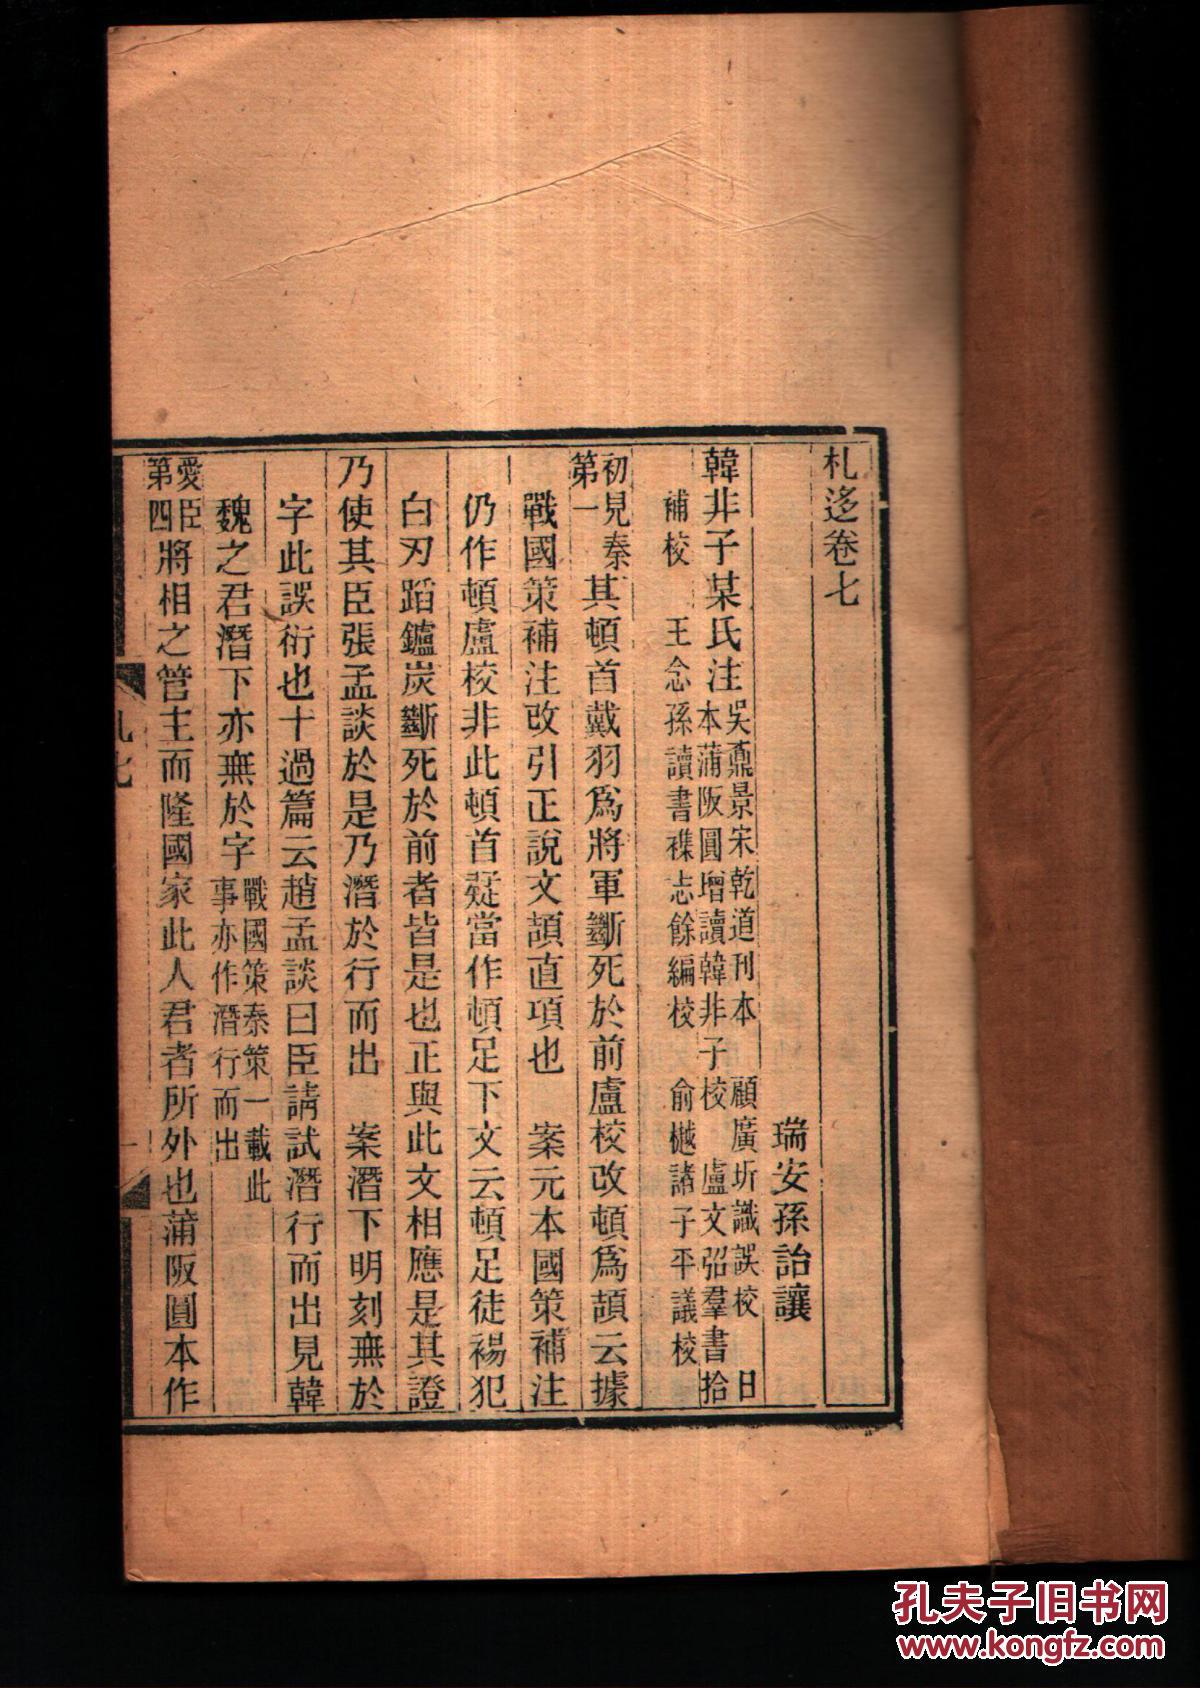 札迻卷七
瑞安孫詒讓
韓非子某氏注吳鼒景宋乾道刊本　顧廣圻識誤校　日
本蒲阪圓增讀韓非子校　盧文弨羣書拾
補校　王念孫讀書襍志餘編校　俞樾諸子平議校
初見秦第一其頓首戴羽爲將軍斷死於前盧校改頓爲頡云據
戰國策補注改引正說文頡直項也　案元本國策補注
仍作頓盧校非此頓首疑當作頓足下文云頓足徒裼犯
白刃蹈鑪炭斷死於前者皆是也正與此文相應是其證
乃使其臣張孟談於是乃潛於行而出　案潛下明刻無於
字此誤衍也十過篇云趙孟談曰臣請試潛行而出見韓
魏之君潛下亦無於字戰國策秦策一載此
事亦作潛行而出
愛臣第四將相之管主而隆國家此人君者所外也蒲阪圓本作
札七
一
孔夫子旧书网
www.kongfz.com